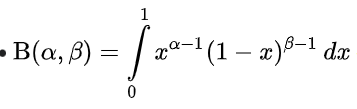 • B(α, β) = ∫₀¹ x^{α−1}(1 − x)^{β−1} dx